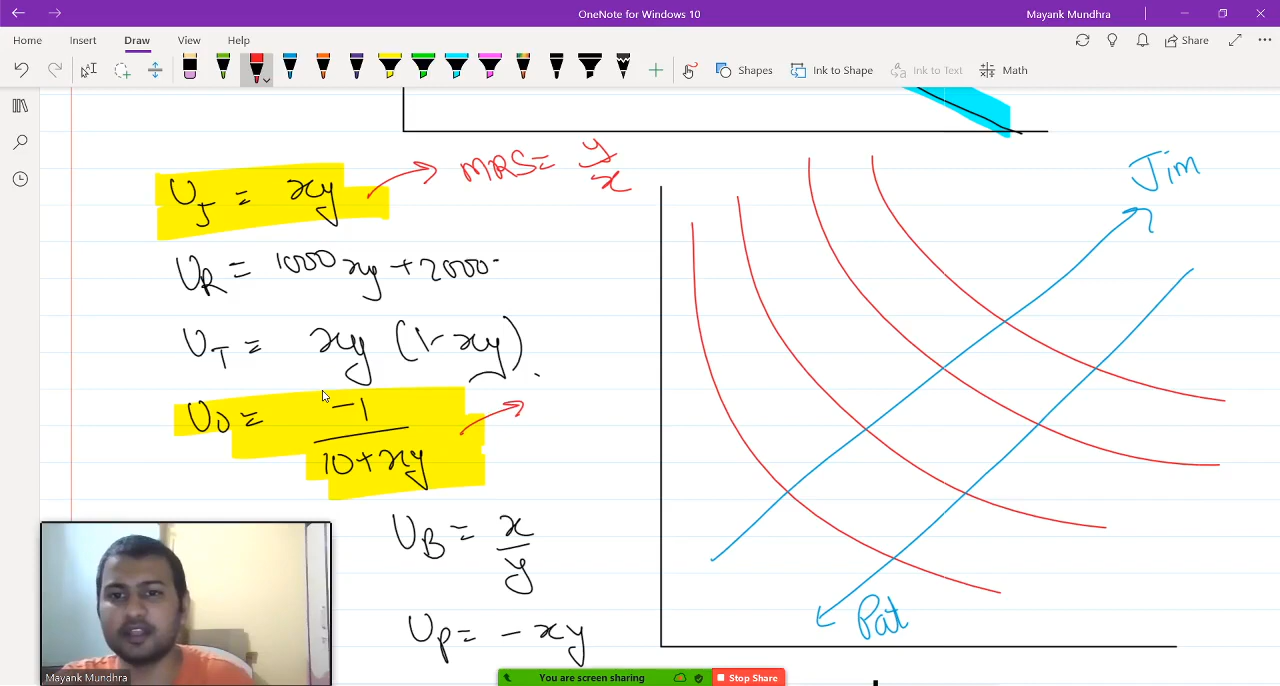 OneNote for Windows 10
Mayank Mundhra
Home Insert Draw View Help
Share
Shapes Ink to Shape Ink to Text Math
U_J = xy → MRS = y/x
U_R = 1000xy + 2000
U_T = xy (1-xy).
U_D = -1/(10+xy)
U_B = x/y
U_P = -xy
Jim
Pat
Mayank Mundhra
You are screen sharing Stop Share